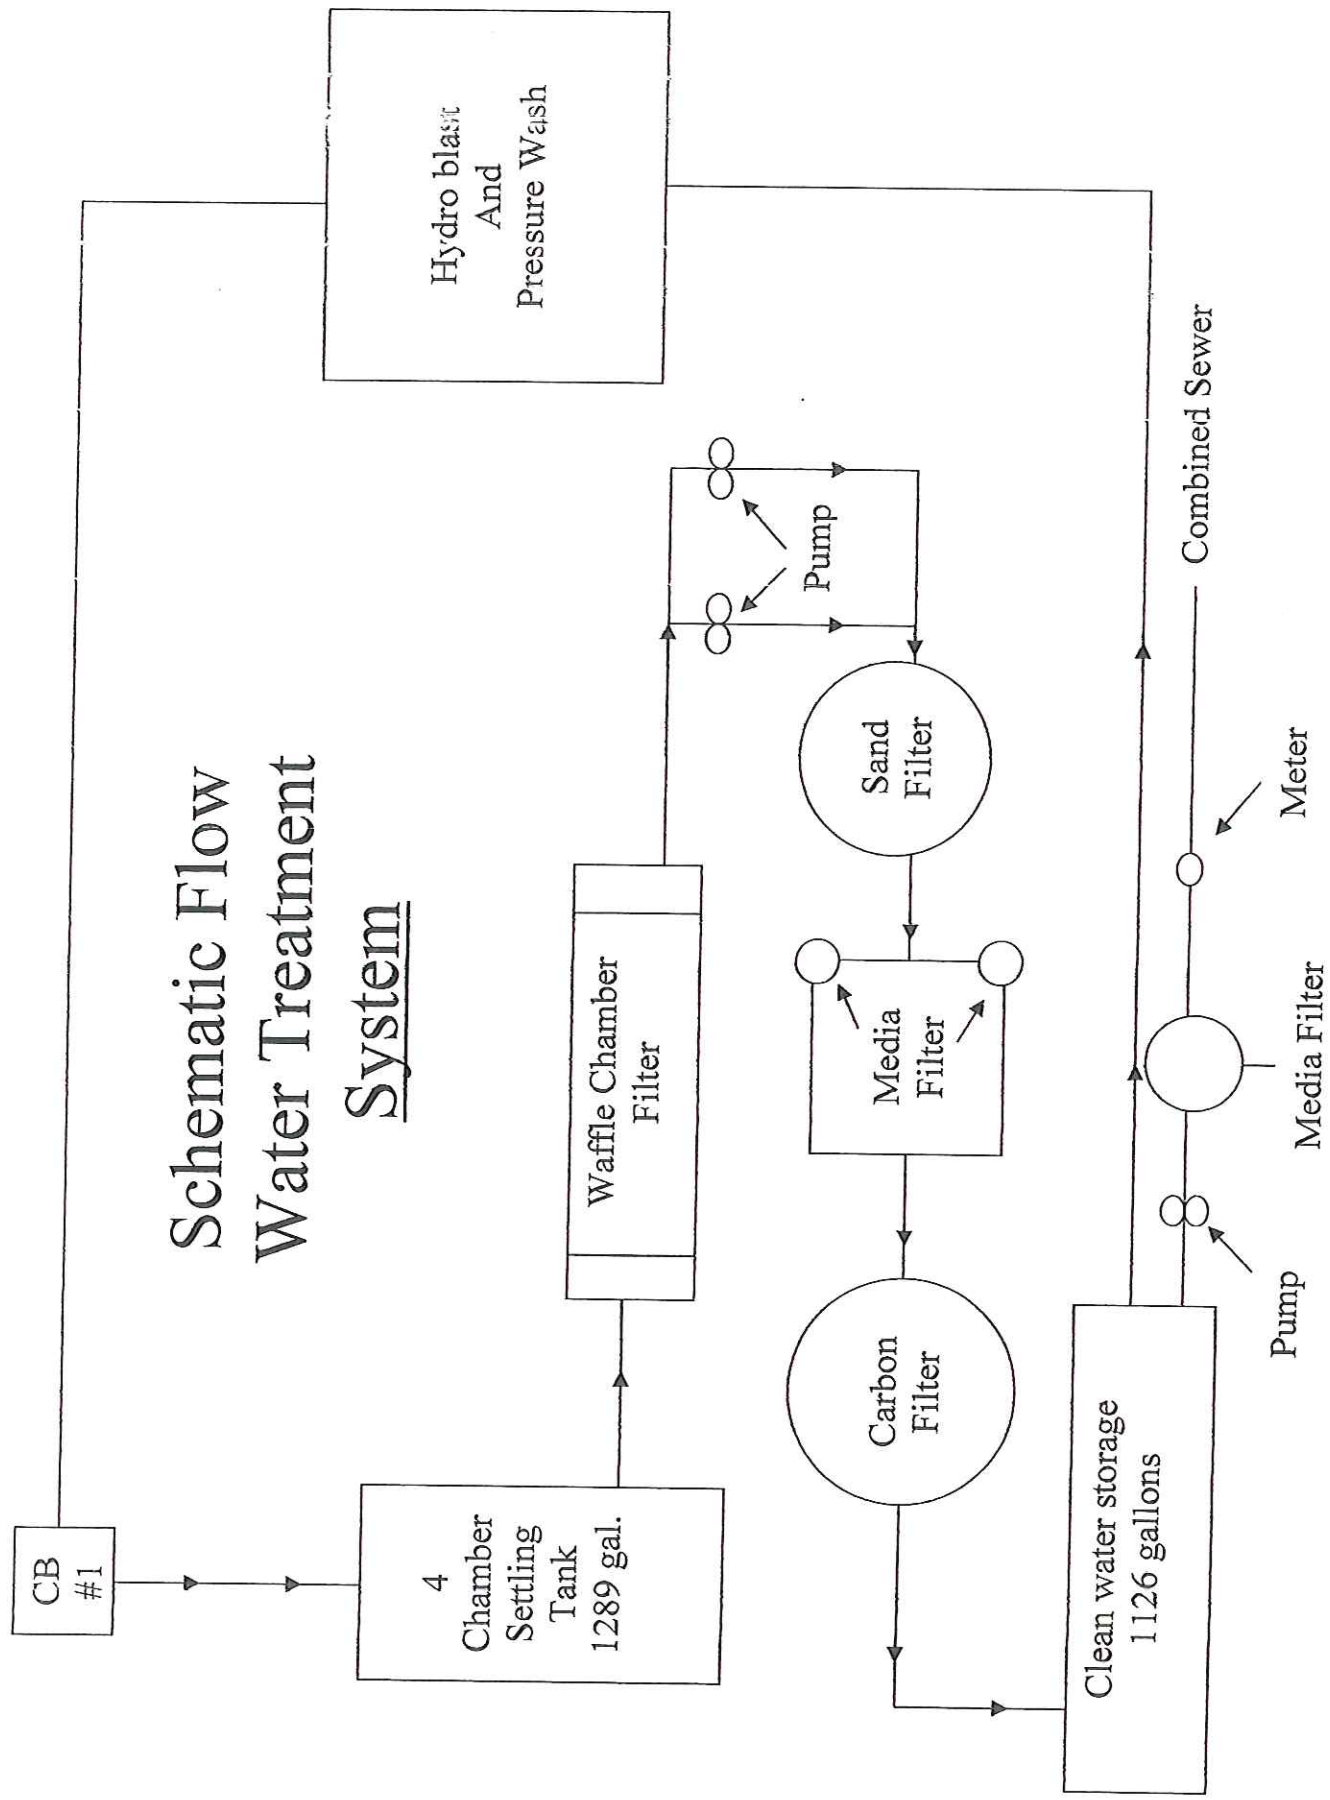 Schematic Flow
Water Treatment
System
CB
#1
Hydro blast
And
Pressure Wash
4
Chamber
Settling
Tank
1289 gal.
Waffle Chamber
Filter
Pump
Sand
Filter
Media
Filter
Carbon
Filter
Clean water storage
1126 gallons
Pump
Media Filter
Meter
Combined Sewer